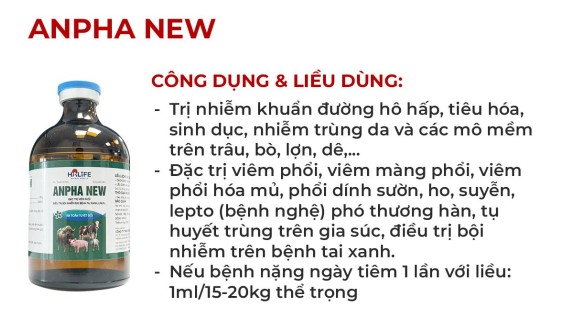 ANPHA NEW
CÔNG DỤNG & LIỀU DÙNG:
- Trị nhiễm khuẩn đường hô hấp, tiêu hóa,
sinh dục, nhiễm trùng da và các mô mềm
trên trâu, bò, lợn, dê,...
- Đặc trị viêm phổi, viêm màng phổi, viêm
phổi hóa mủ, phổi dính sườn, ho, suyễn,
lepto (bệnh nghệ) phó thương hàn, tụ
huyết trùng trên gia súc, điều trị bội
nhiễm trên bệnh tai xanh.
- Nếu bệnh nặng ngày tiêm 1 lần với liều:
1ml/15-20kg thể trọng
HALIFE
ANPHA NEW